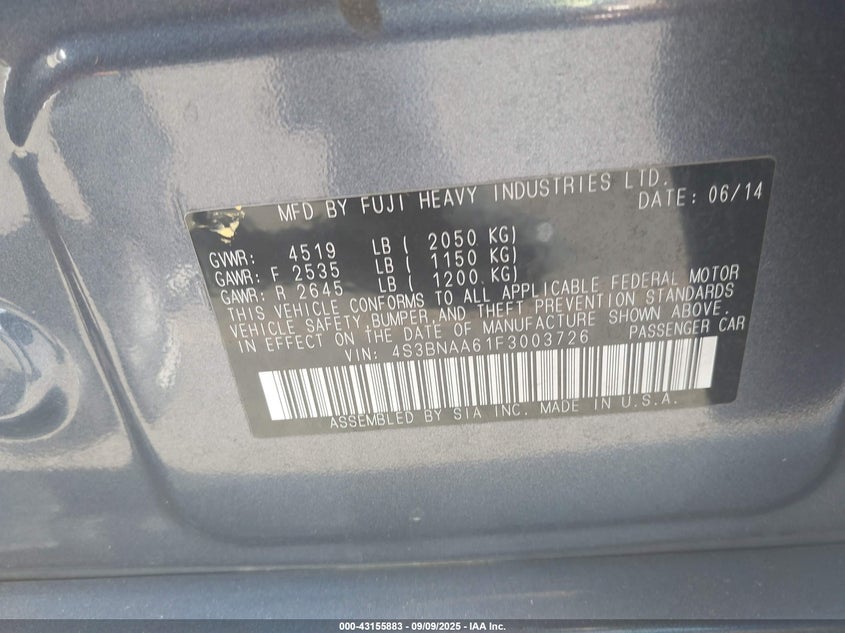 MFD BY FUJI HEAVY INDUSTRIES LTD.
DATE: 06/14
GVWR: 4519 LB ( 2050 KG)
GAWR: F 2535 LB ( 1150 KG)
GAWR: R 2645 LB ( 1200 KG)
THIS VEHICLE CONFORMS TO ALL APPLICABLE FEDERAL MOTOR
VEHICLE SAFETY, BUMPER, AND THEFT PREVENTION STANDARDS
IN EFFECT ON THE DATE OF MANUFACTURE SHOWN ABOVE.
VIN: 4S3BNAA61F3003726 PASSENGER CAR
ASSEMBLED BY SIA INC. MADE IN U.S.A.
000-43155883 - 09/09/2025 - IAA Inc.